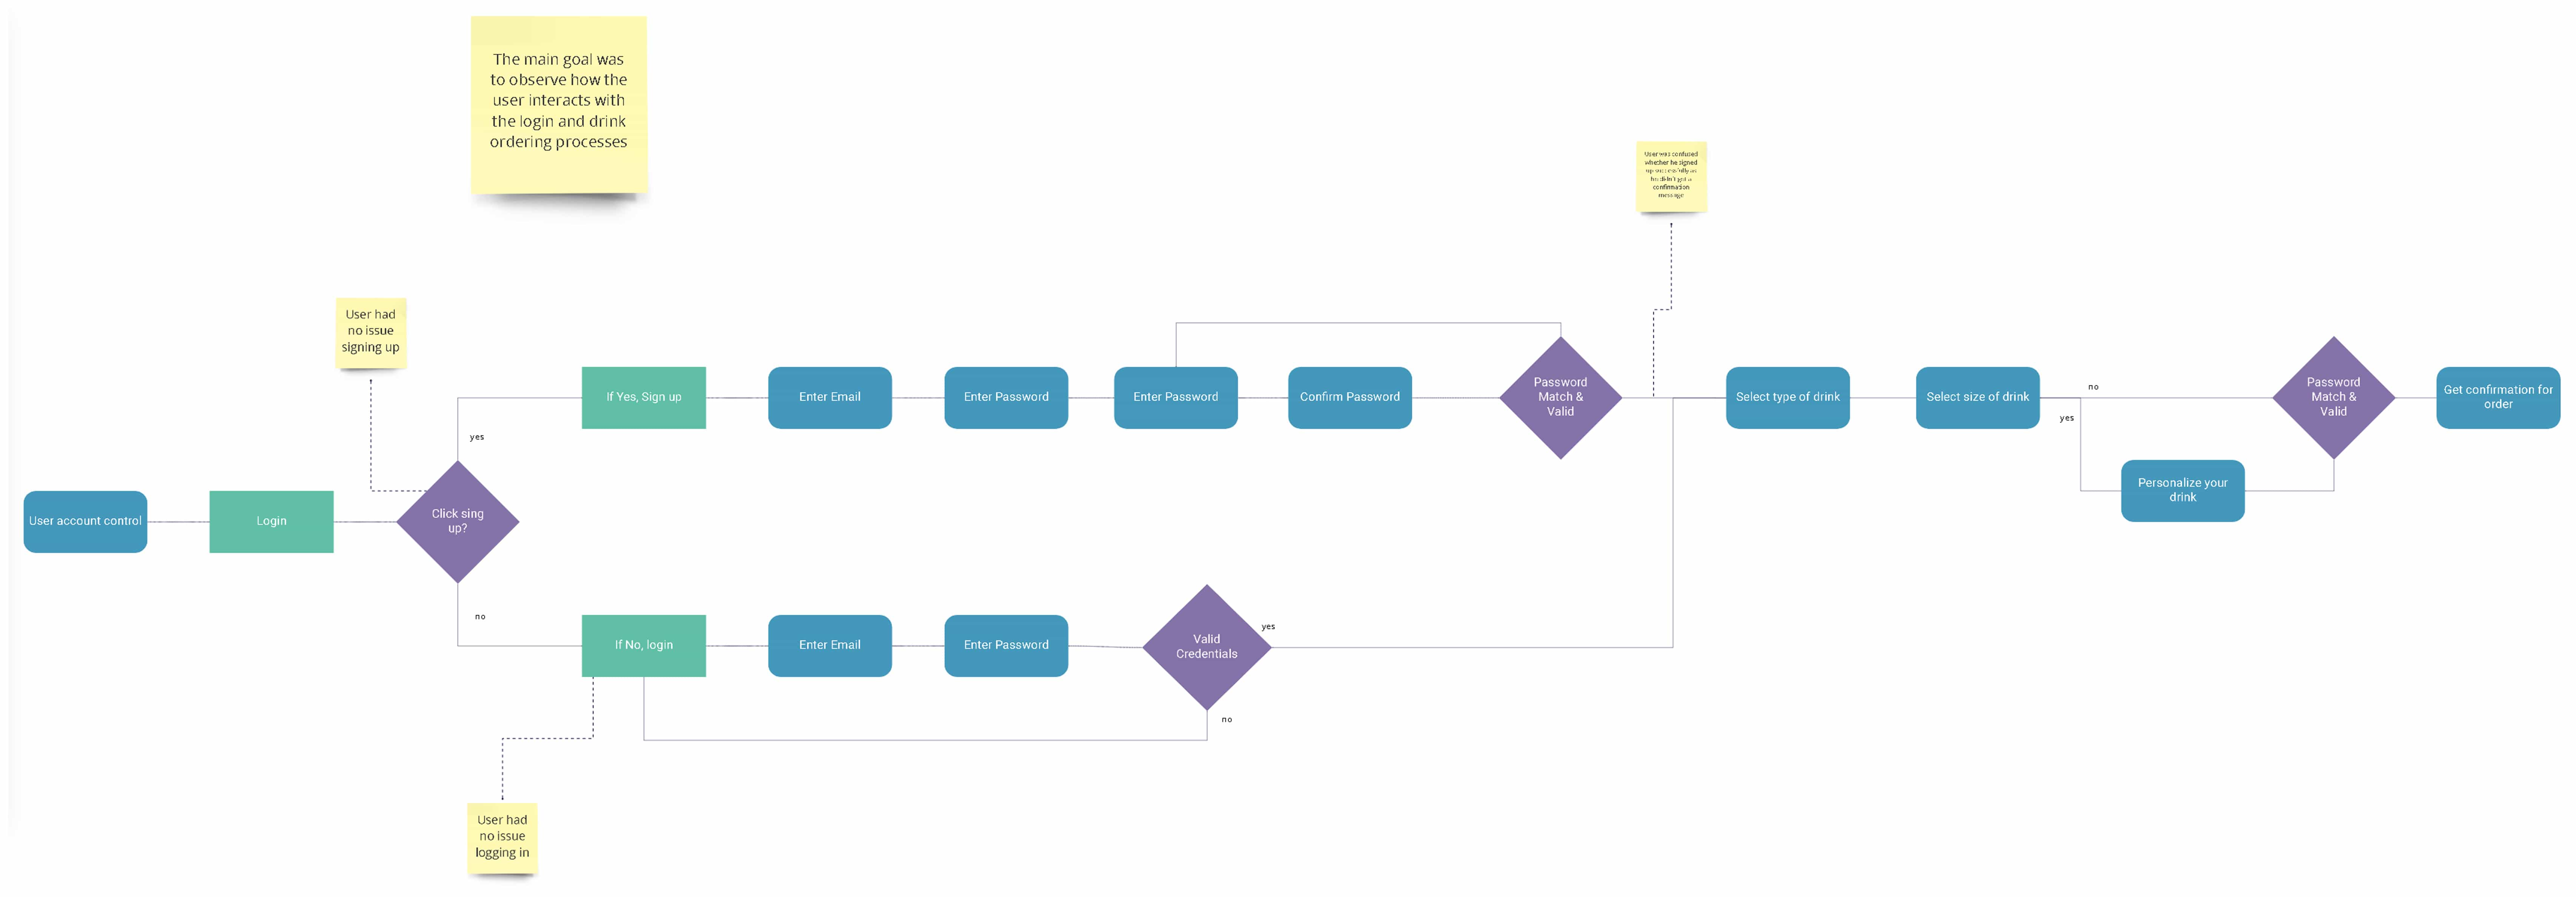 The main goal was
to observe how the
user interacts with
the login and drink
ordering processes
User was confused
whether he signed
up successfully as
he didn't get a
confirmation
message
User had
no issue
signing up
If Yes, Sign up
Enter Email
Enter Password
Enter Password
Confirm Password
Password
Match &
Valid
Select type of drink
Select size of drink
no
yes
Password
Match &
Valid
Get confirmation for
order
yes
Personalize your
drink
User account control
Login
Click sing
up?
no
If No, login
Enter Email
Enter Password
Valid
Credentials
yes
no
User had
no issue
logging in